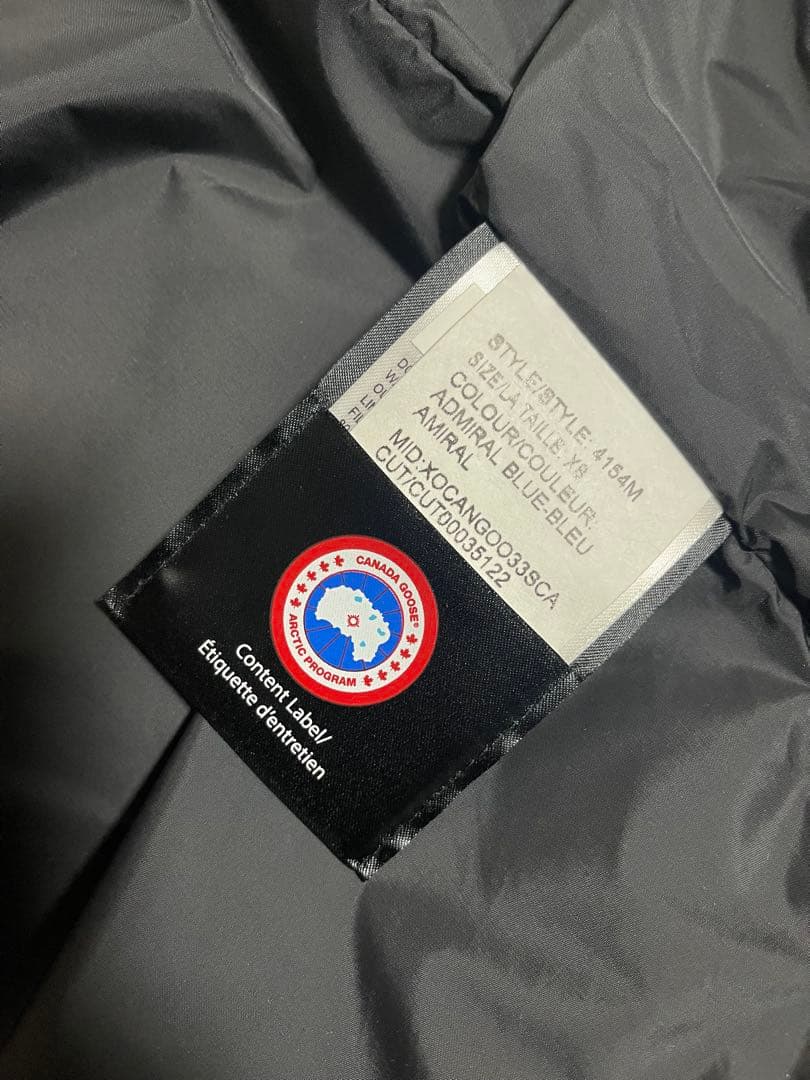 STYLE/STYLE: 4154M
SIZE/LA TAILLE: XS
COLOUR/COULEUR:
ADMIRAL BLUE-BLEU
AMIRAL
MID:XOCANGOO33SCA
CUT/CUT00035122
CANADA GOOSE®
ARCTIC PROGRAM
Content Label/
Étiquette d'entretien